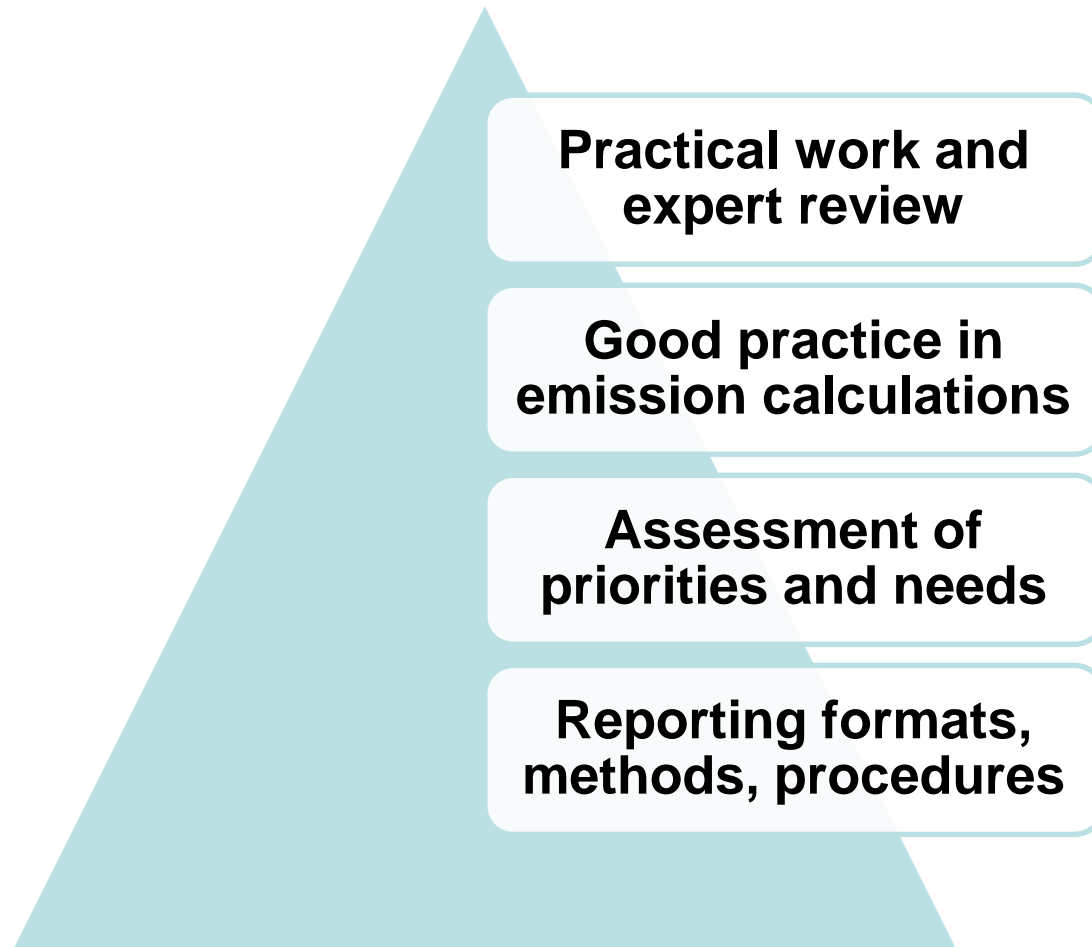 Practical work and
expert review
Good practice in
emission calculations
Assessment of
priorities and needs
Reporting formats,
methods, procedures